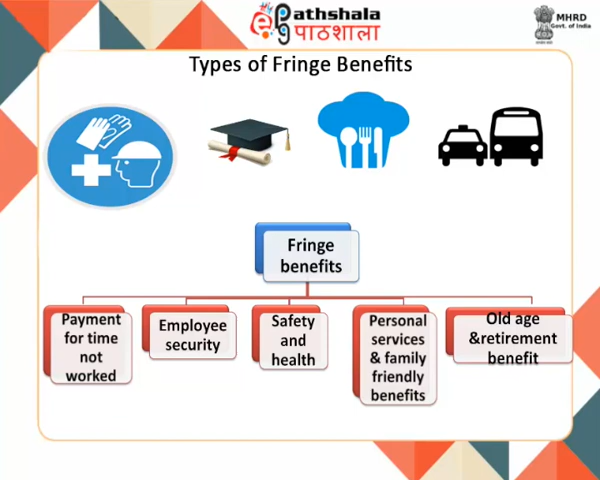 Pathshala
पाठशाला
MHRD
Govt. of India
Types of Fringe Benefits
Fringe
benefits
Payment
for time
not
worked
Employee
security
Safety
and
health
Personal
services
& family
friendly
benefits
Old age
&retirement
benefit